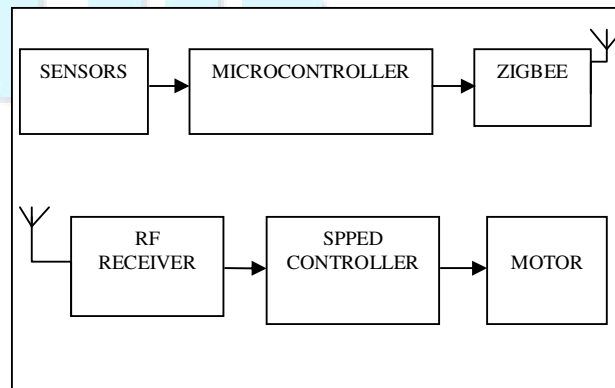 SENSORS
MICROCONTROLLER
ZIGBEE
RF
RECEIVER
SPPED
CONTROLLER
MOTOR